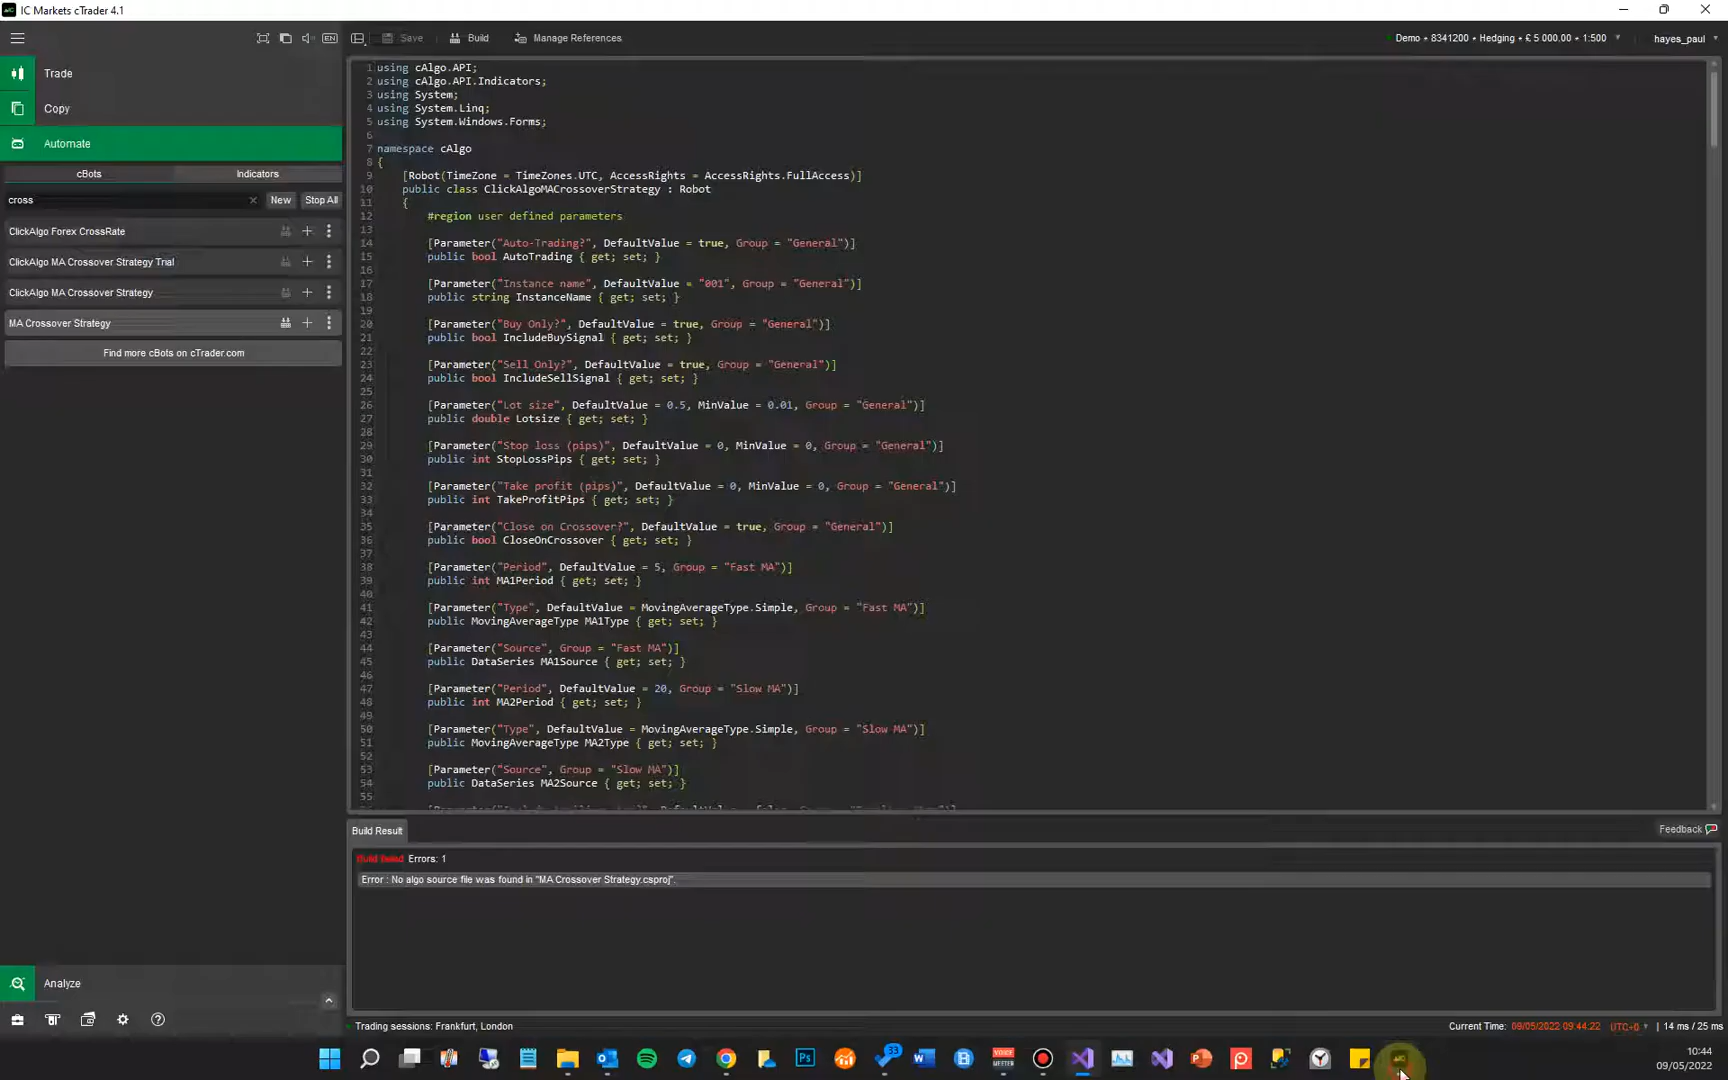 IC Markets cTrader 4.1
EN
Save
Build
Manage References
Demo • 8341200 • Hedging • £ 5 000.00 • 1:500
hayes_paul
Trade
Copy
Automate
cBots
Indicators
cross
New
Stop All
ClickAlgo Forex CrossRate
ClickAlgo MA Crossover Strategy Trial
ClickAlgo MA Crossover Strategy
MA Crossover Strategy
Find more cBots on cTrader.com
1 using cAlgo.API;
2 using cAlgo.API.Indicators;
3 using System;
4 using System.Linq;
5 using System.Windows.Forms;
6
7 namespace cAlgo
8 {
9 [Robot(TimeZone = TimeZones.UTC, AccessRights = AccessRights.FullAccess)]
10 public class ClickAlgoMACrossoverStrategy : Robot
11 {
12 #region user defined parameters
13
14 [Parameter("Auto-Trading?", DefaultValue = true, Group = "General")]
15 public bool AutoTrading { get; set; }
16
17 [Parameter("Instance name", DefaultValue = "001", Group = "General")]
18 public string InstanceName { get; set; }
19
20 [Parameter("Buy Only?", DefaultValue = true, Group = "General")]
21 public bool IncludeBuySignal { get; set; }
22
23 [Parameter("Sell Only?", DefaultValue = true, Group = "General")]
24 public bool IncludeSellSignal { get; set; }
25
26 [Parameter("Lot size", DefaultValue = 0.5, MinValue = 0.01, Group = "General")]
27 public double Lotsize { get; set; }
28
29 [Parameter("Stop loss (pips)", DefaultValue = 0, MinValue = 0, Group = "General")]
30 public int StopLossPips { get; set; }
31
32 [Parameter("Take profit (pips)", DefaultValue = 0, MinValue = 0, Group = "General")]
33 public int TakeProfitPips { get; set; }
34
35 [Parameter("Close on Crossover?", DefaultValue = true, Group = "General")]
36 public bool CloseOnCrossover { get; set; }
37
38 [Parameter("Period", DefaultValue = 5, Group = "Fast MA")]
39 public int MA1Period { get; set; }
40
41 [Parameter("Type", DefaultValue = MovingAverageType.Simple, Group = "Fast MA")]
42 public MovingAverageType MA1Type { get; set; }
43
44 [Parameter("Source", Group = "Fast MA")]
45 public DataSeries MA1Source { get; set; }
46
47 [Parameter("Period", DefaultValue = 20, Group = "Slow MA")]
48 public int MA2Period { get; set; }
49
50 [Parameter("Type", DefaultValue = MovingAverageType.Simple, Group = "Slow MA")]
51 public MovingAverageType MA2Type { get; set; }
52
53 [Parameter("Source", Group = "Slow MA")]
54 public DataSeries MA2Source { get; set; }
55
Build Result
Feedback
Build failed Errors: 1
Error : No algo source file was found in "MA Crossover Strategy.csproj".
Analyze
Trading sessions: Frankfurt, London
Current Time: 09/05/2022 09:44:22 UTC+0 | 14 ms / 25 ms
33
VOICE
MEETER
10:44
09/05/2022